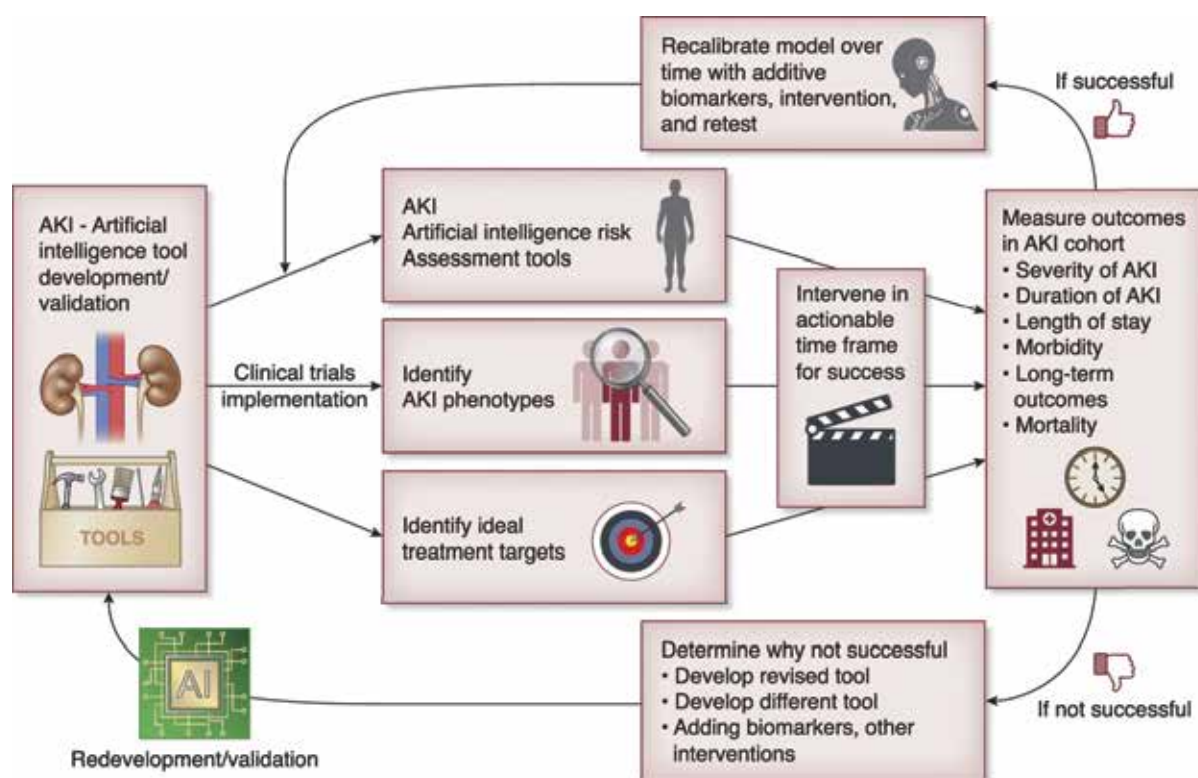 Recalibrate model over
time with additive
biomarkers, intervention,
and retest
If successful
AKI - Artificial
intelligence tool
development/
validation
TOOLS
Clinical trials
implementation
AKI
Artificial intelligence risk
Assessment tools
Identify
AKI phenotypes
Identify ideal
treatment targets
Intervene in
actionable
time frame
for success
Measure outcomes
in AKI cohort
• Severity of AKI
• Duration of AKI
• Length of stay
• Morbidity
• Long-term
outcomes
• Mortality
If not successful
Determine why not successful
• Develop revised tool
• Develop different tool
• Adding biomarkers, other
interventions
AI
Redevelopment/validation